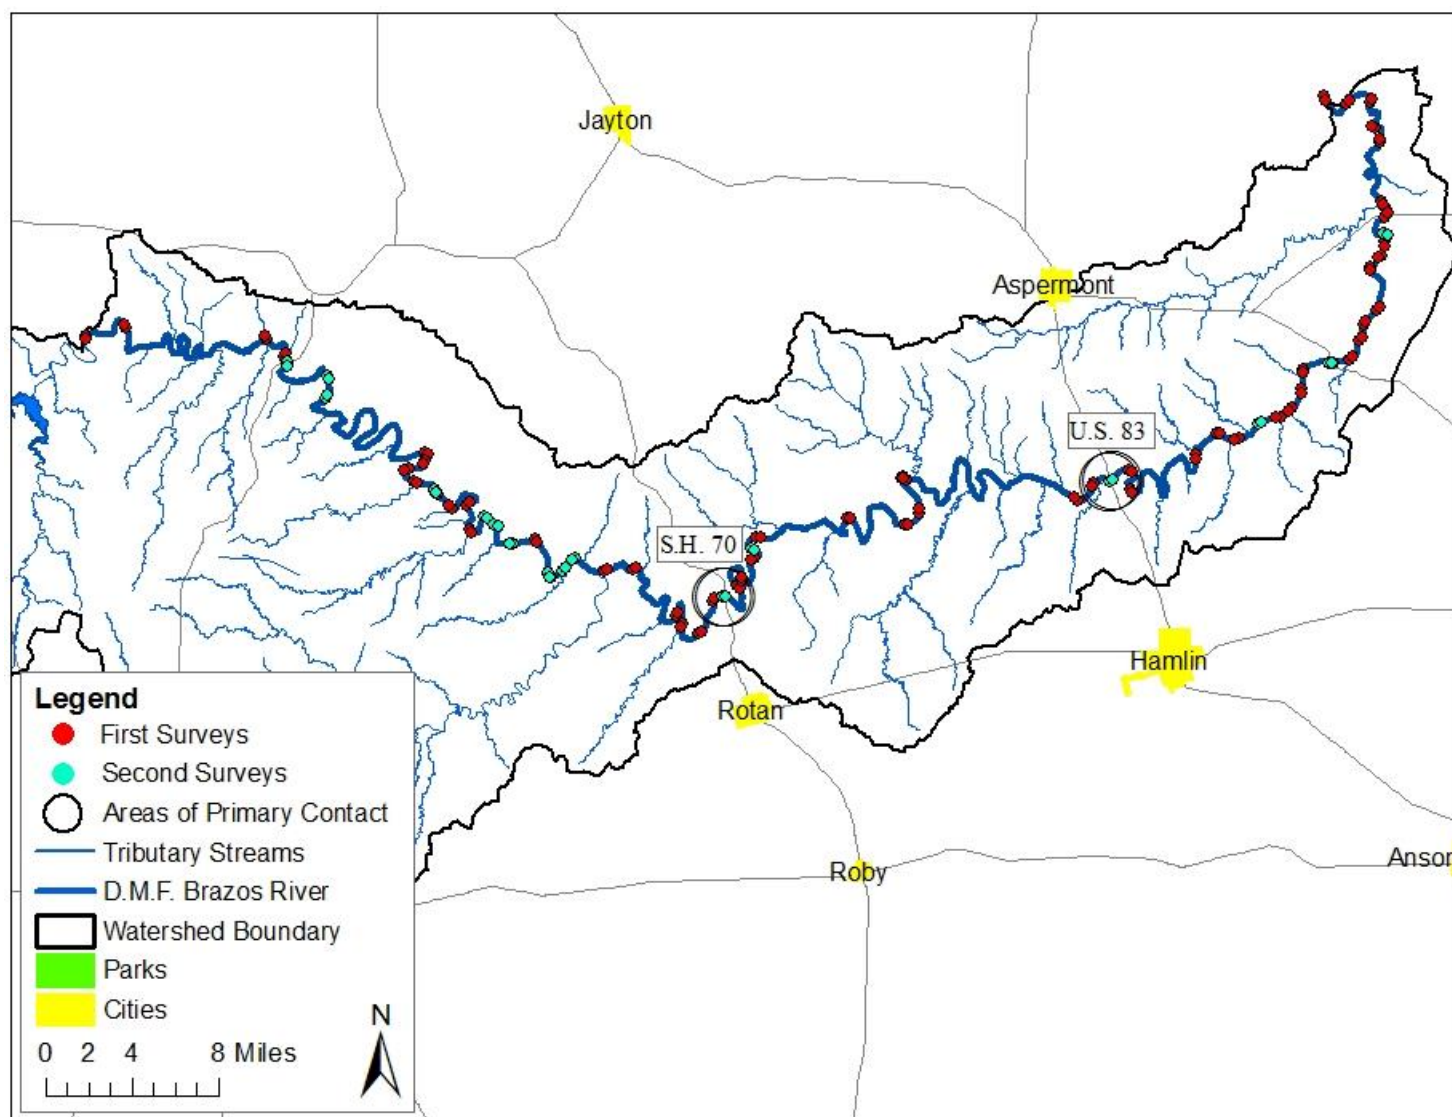 Jayton
Aspermont
U.S. 83
S.H. 70
Hamlin
Rotan
Roby
Anson
Legend
First Surveys
Second Surveys
Areas of Primary Contact
Tributary Streams
D.M.F. Brazos River
Watershed Boundary
Parks
Cities
N
0 2 4 8 Miles